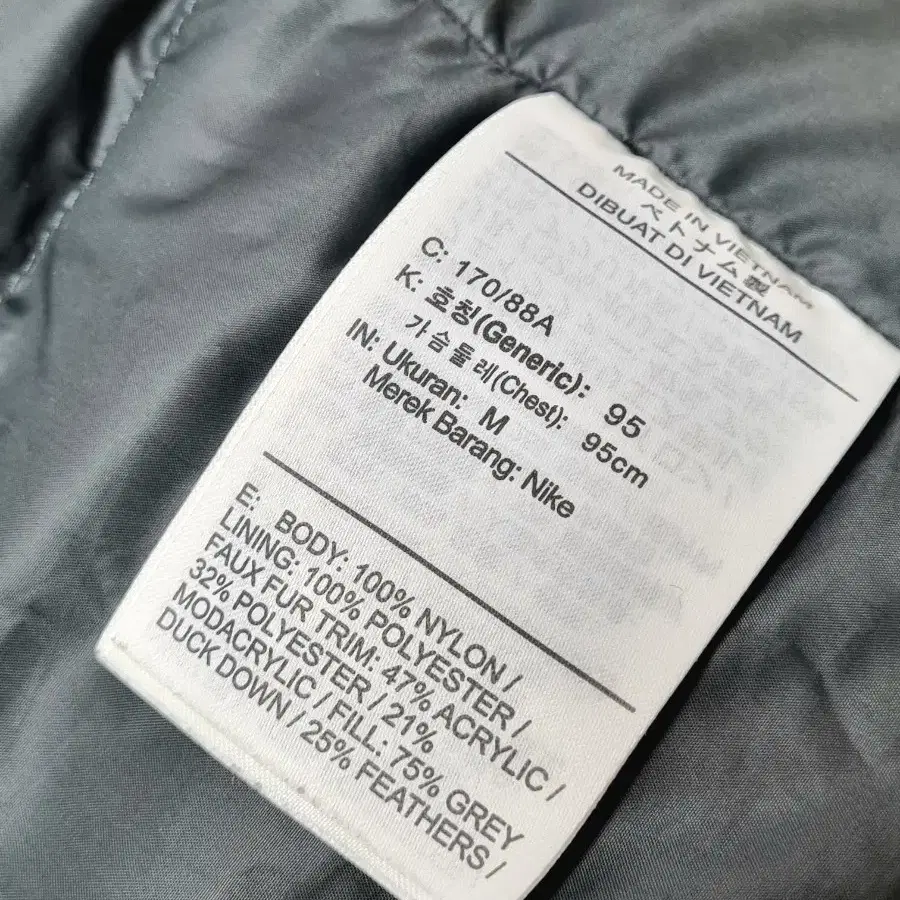 MADE IN VIETNAM
ベトナム製
DIBUAT DI VIETNAM
C: 170/88A
K: 호칭(Generic): 95
가슴둘레(Chest): 95cm
IN: Ukuran: M
Merek Barang: Nike
E: BODY: 100% NYLON /
LINING: 100% POLYESTER /
FAUX FUR TRIM: 47% ACRYLIC /
32% POLYESTER / 21%
MODACRYLIC / FILL: 75% GREY
DUCK DOWN / 25% FEATHERS /